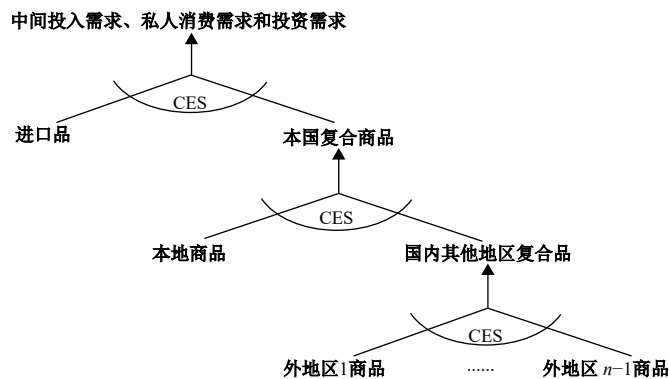 中间投入需求、私人消费需求和投资需求
CES
进口品
本国复合商品
CES
本地商品
国内其他地区复合品
CES
外地区1商品
......
外地区 n−1商品